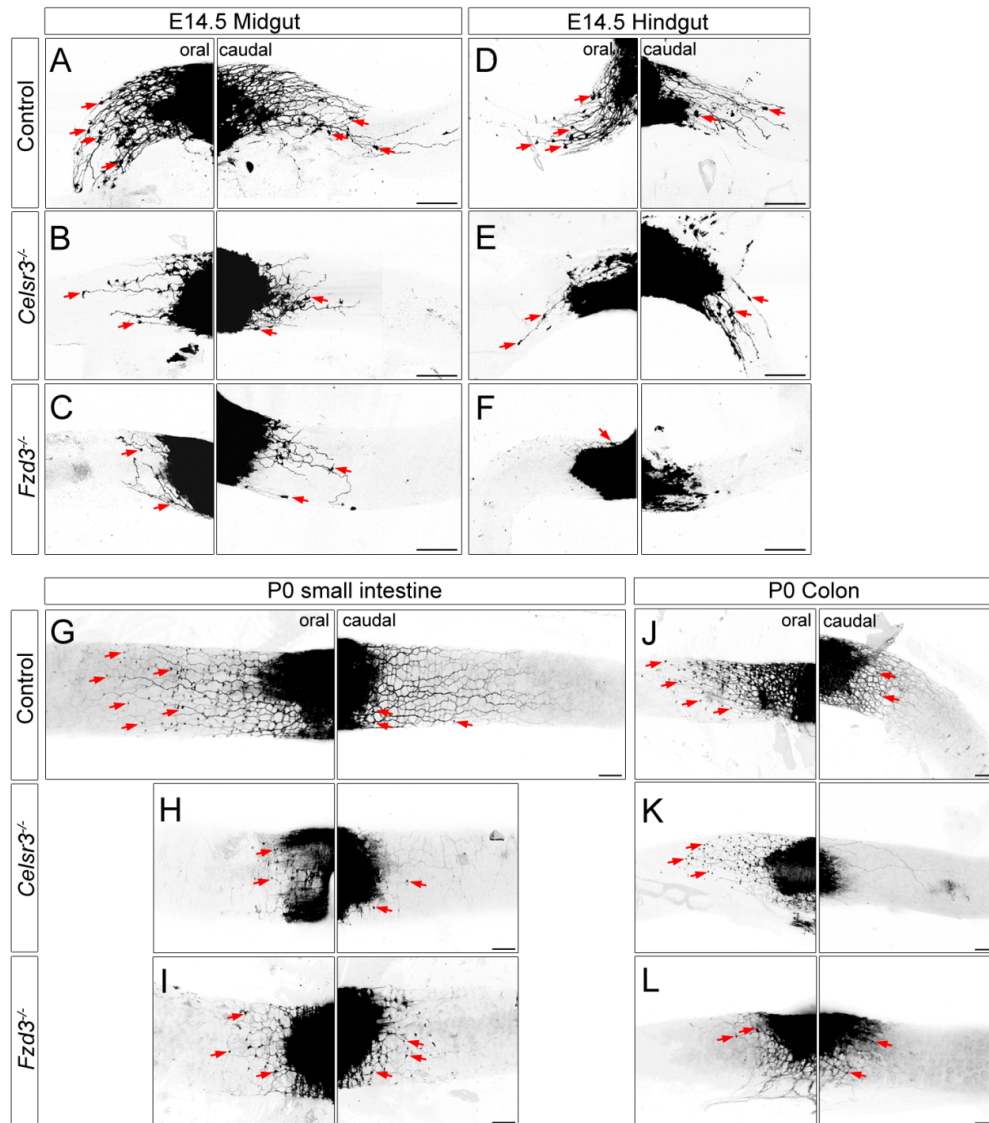 E14.5 Midgut
E14.5 Hindgut
Control
A
oral
caudal
D
oral
caudal
Celsr3-/-
B
E
Fzd3-/-
C
F
P0 small intestine
P0 Colon
Control
G
oral
caudal
J
oral
caudal
Celsr3-/-
H
K
Fzd3-/-
I
L